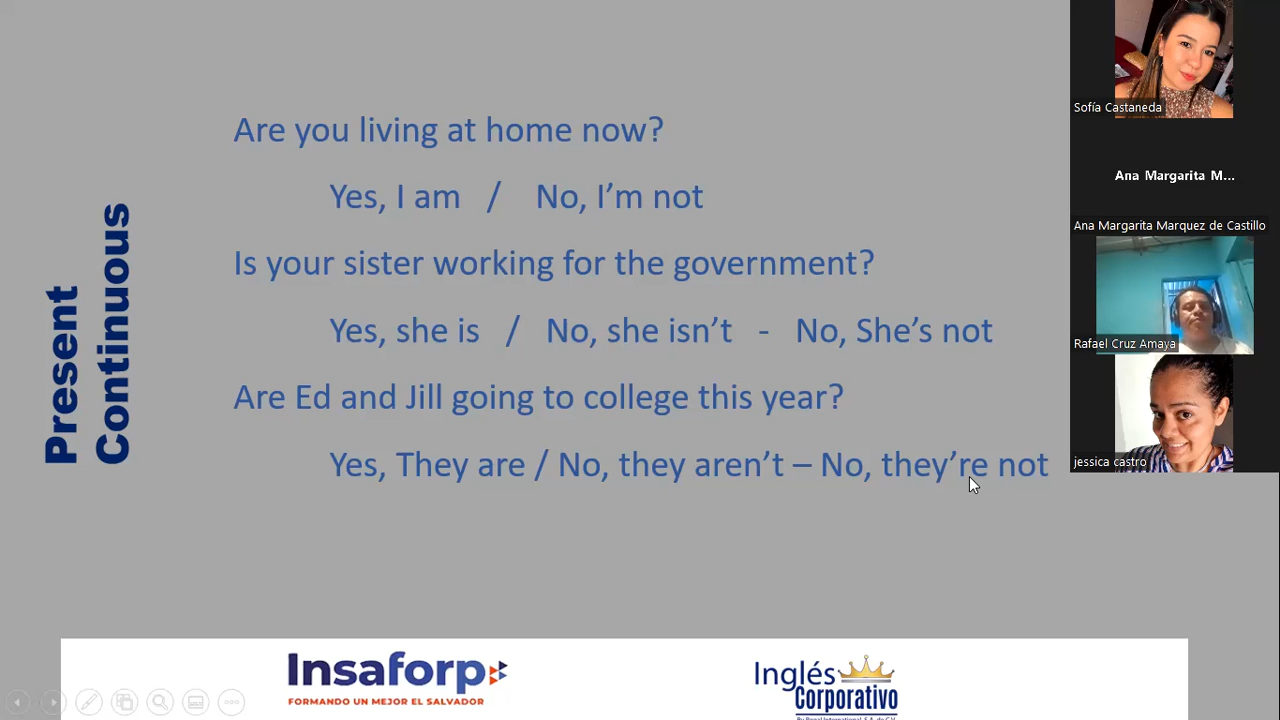 Are you living at home now?
Yes, I am / No, I'm not
Is your sister working for the government?
Yes, she is / No, she isn't - No, She's not
Are Ed and Jill going to college this year?
Yes, They are / No, they aren't – No, they're not
Present
Continuous
Sofía Castaneda
Ana Margarita M...
Ana Margarita Marquez de Castillo
Rafael Cruz Amaya
jessica castro
Insaforp
FORMANDO UN MEJOR EL SALVADOR
Inglés
Corporativo